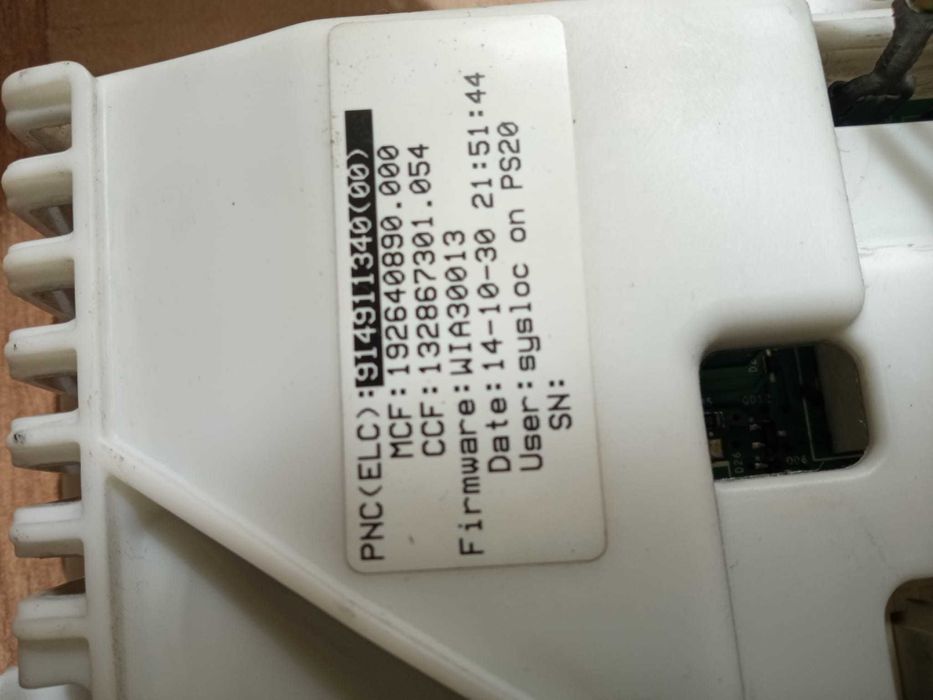 PNC(ELC):914911340(00)
MCF:192640890.000
CCF:132867301.054
Firmware:WIA30013
Date:14-10-30 21:51:44
User:sysloc on PS20
SN:
D26